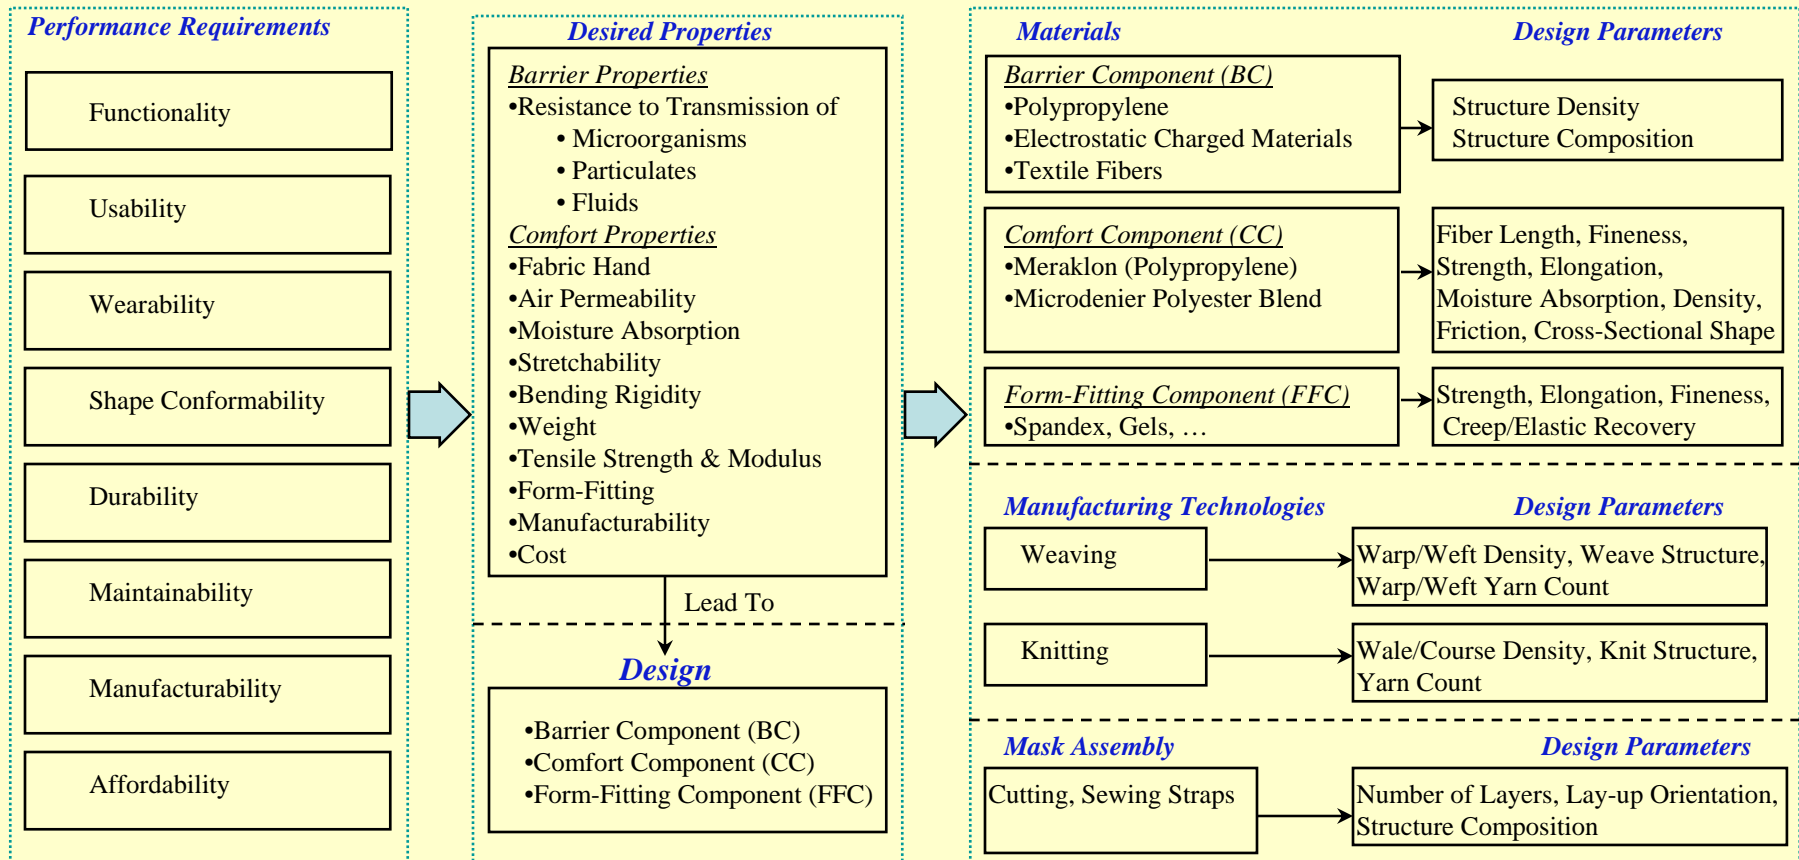 Performance Requirements
Functionality
Usability
Wearability
Shape Conformability
Durability
Maintainability
Manufacturability
Affordability
Desired Properties
Barrier Properties
•Resistance to Transmission of
• Microorganisms
• Particulates
• Fluids
Comfort Properties
•Fabric Hand
•Air Permeability
•Moisture Absorption
•Stretchability
•Bending Rigidity
•Weight
•Tensile Strength & Modulus
•Form-Fitting
•Manufacturability
•Cost
Lead To
Design
•Barrier Component (BC)
•Comfort Component (CC)
•Form-Fitting Component (FFC)
Materials
Design Parameters
Barrier Component (BC)
•Polypropylene
•Electrostatic Charged Materials
•Textile Fibers
Structure Density
Structure Composition
Comfort Component (CC)
•Meraklon (Polypropylene)
•Microdenier Polyester Blend
Fiber Length, Fineness,
Strength, Elongation,
Moisture Absorption, Density,
Friction, Cross-Sectional Shape
Form-Fitting Component (FFC)
•Spandex, Gels, …
Strength, Elongation, Fineness,
Creep/Elastic Recovery
Manufacturing Technologies
Design Parameters
Weaving
Warp/Weft Density, Weave Structure,
Warp/Weft Yarn Count
Knitting
Wale/Course Density, Knit Structure,
Yarn Count
Mask Assembly
Design Parameters
Cutting, Sewing Straps
Number of Layers, Lay-up Orientation,
Structure Composition